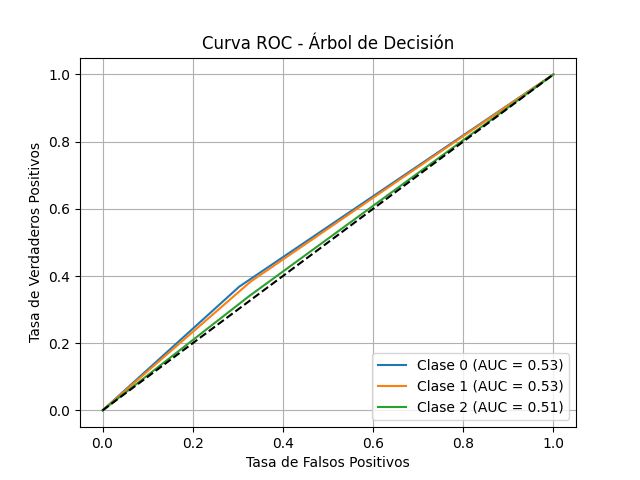 Curva ROC - Árbol de Decisión
Tasa de Verdaderos Positivos
1.0
0.8
0.6
0.4
0.2
0.0
Clase 0 (AUC = 0.53)
Clase 1 (AUC = 0.53)
Clase 2 (AUC = 0.51)
0.0 0.2 0.4 0.6 0.8 1.0
Tasa de Falsos Positivos